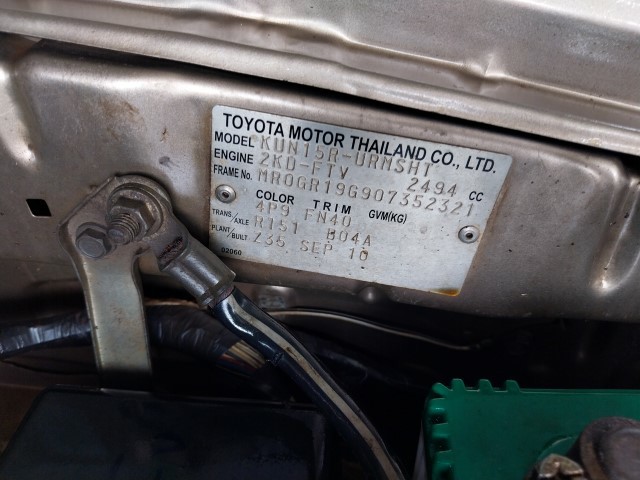 TOYOTA MOTOR THAILAND CO., LTD.
MODEL KUN15R-URMSHT
ENGINE 2KD-FTV 2494 CC
FRAME No. MR0GR19G907352321
COLOR TRIM GVM(KG)
4P9 FN40
TRANS/AXLE R151 B04A
PLANT/BUILT Z35 SEP 10
02060